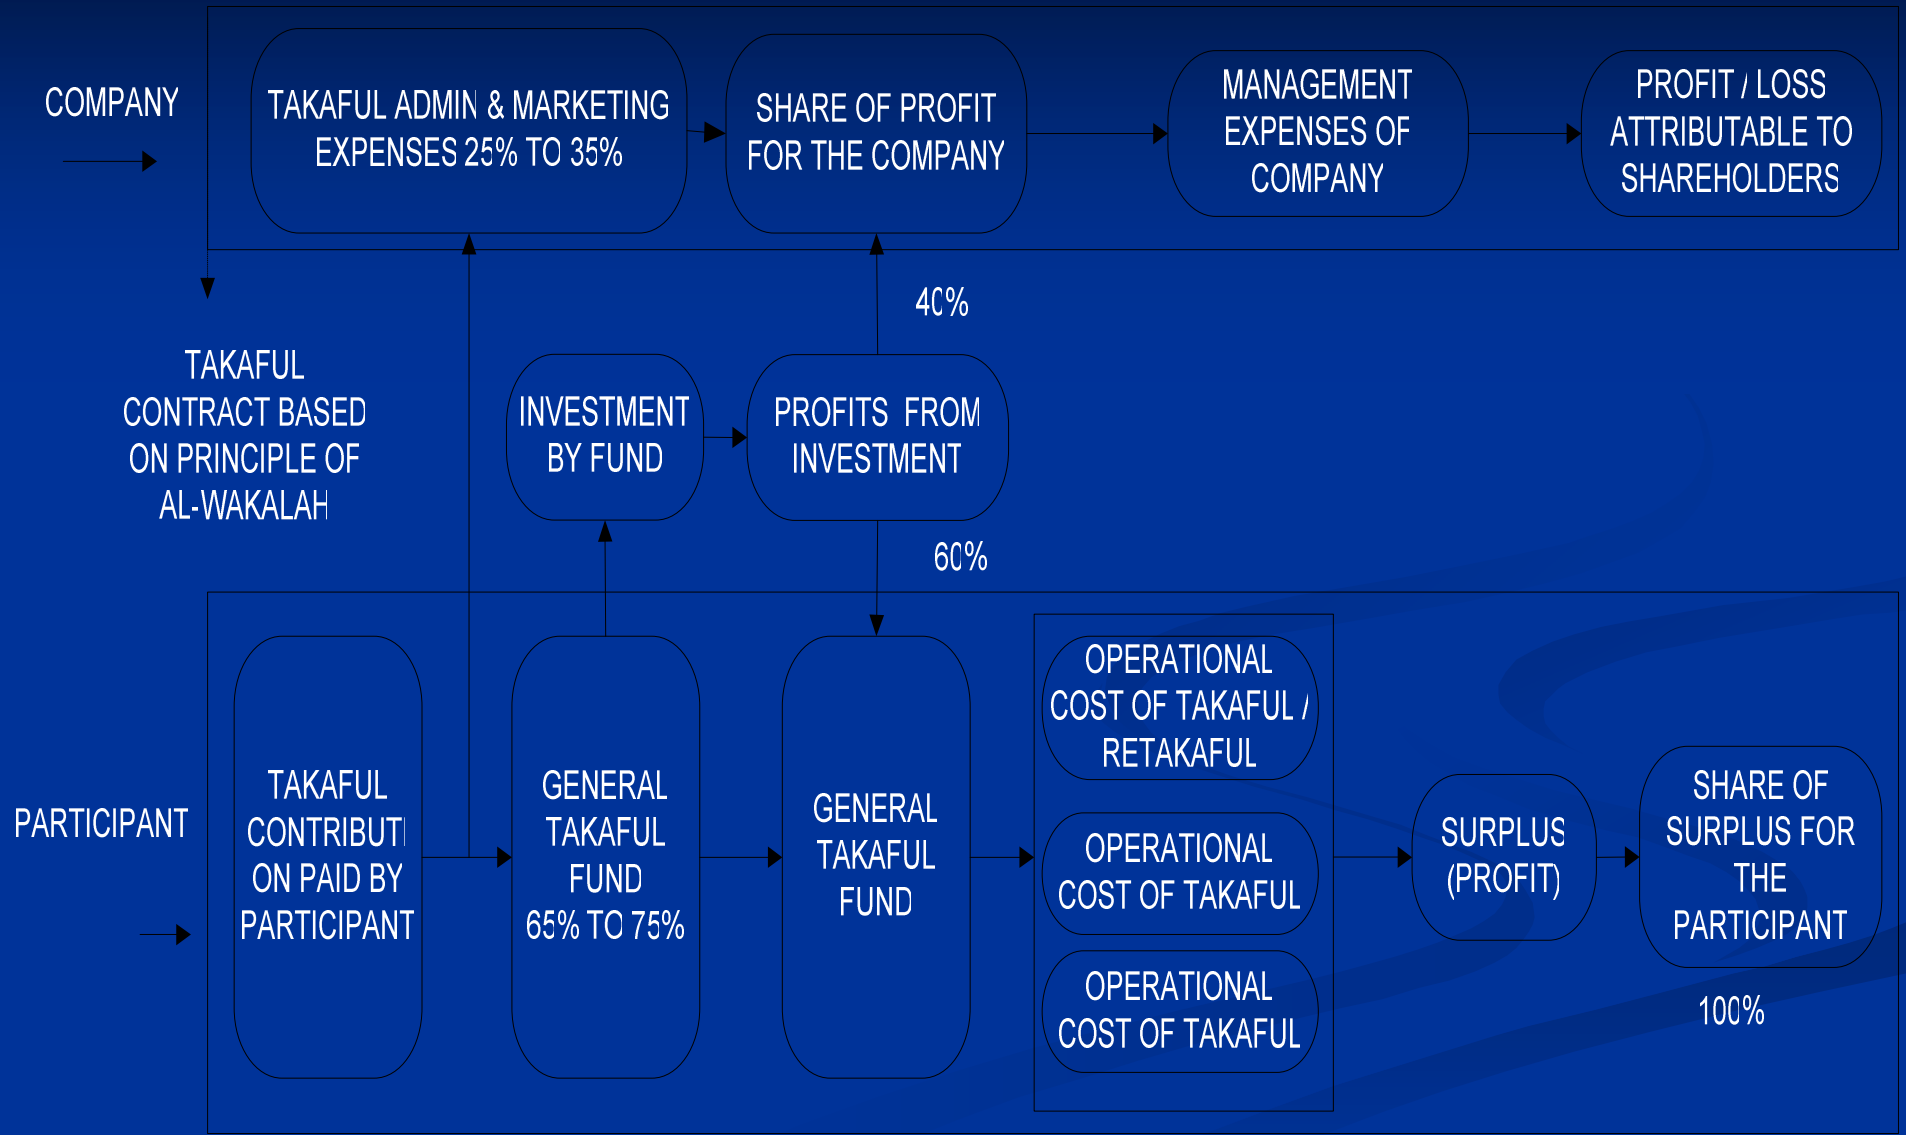 COMPANY
TAKAFUL ADMIN & MARKETING
EXPENSES 25% TO 35%
SHARE OF PROFIT
FOR THE COMPANY
MANAGEMENT
EXPENSES OF
COMPANY
PROFIT / LOSS
ATTRIBUTABLE TO
SHAREHOLDERS
40%
TAKAFUL
CONTRACT BASED
ON PRINCIPLE OF
AL-WAKALAH
INVESTMENT
BY FUND
PROFITS FROM
INVESTMENT
60%
PARTICIPANT
TAKAFUL
CONTRIBUTI
ON PAID BY
PARTICIPANT
GENERAL
TAKAFUL
FUND
65% TO 75%
GENERAL
TAKAFUL
FUND
OPERATIONAL
COST OF TAKAFUL /
RETAKAFUL
OPERATIONAL
COST OF TAKAFUL
OPERATIONAL
COST OF TAKAFUL
SURPLUS
(PROFIT)
SHARE OF
SURPLUS FOR
THE
PARTICIPANT
100%